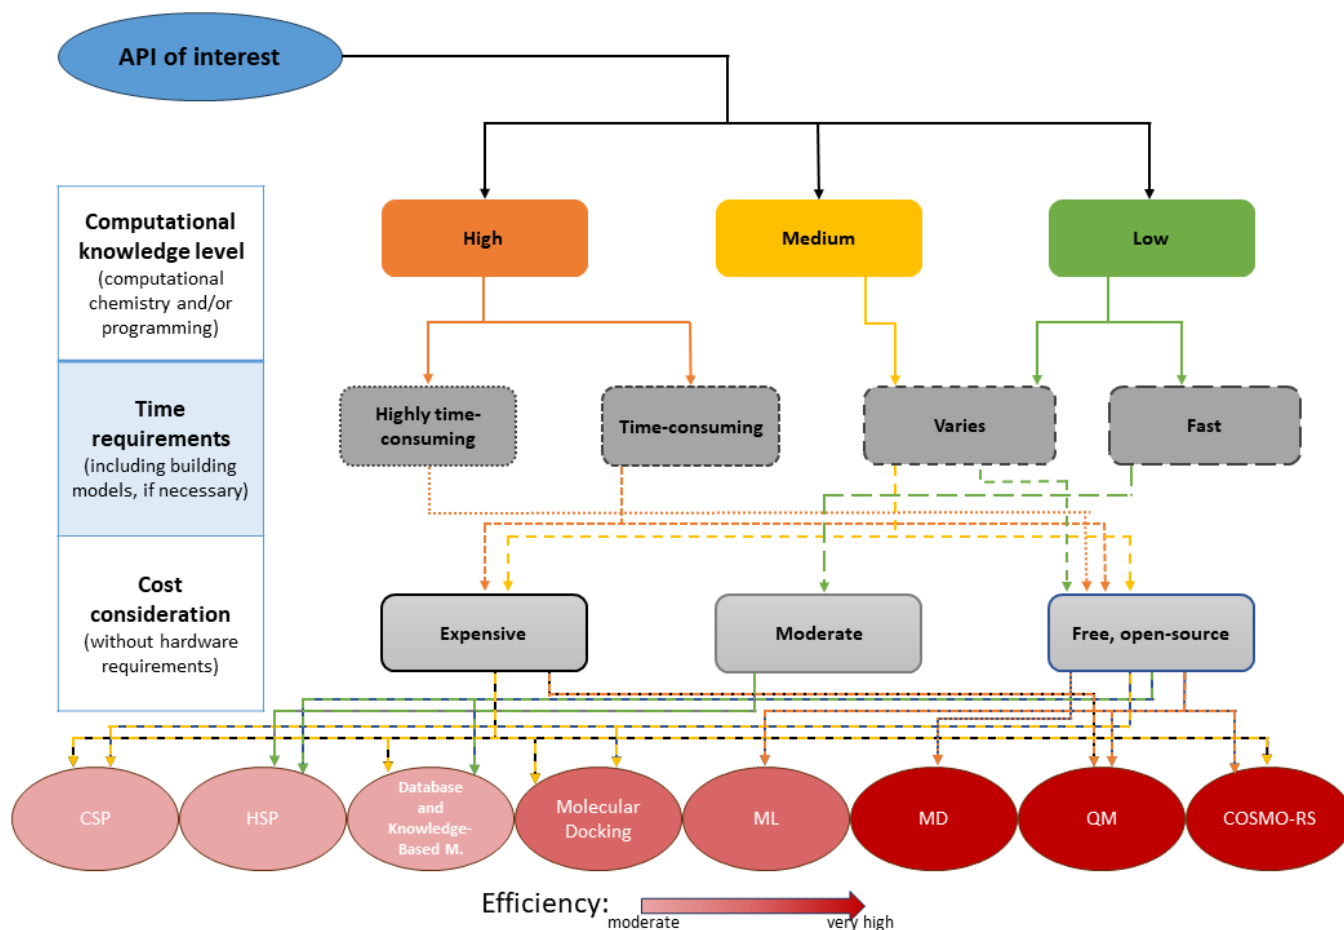 API of interest
Computational
knowledge level
(computational
chemistry and/or
programming)
High
Medium
Low
Time
requirements
(including building
models, if necessary)
Highly time-
consuming
Time-consuming
Varies
Fast
Cost
consideration
(without hardware
requirements)
Expensive
Moderate
Free, open-source
CSP
HSP
Database
and
Knowledge-
Based M.
Molecular
Docking
ML
MD
QM
COSMO-RS
Efficiency:
moderate
very high